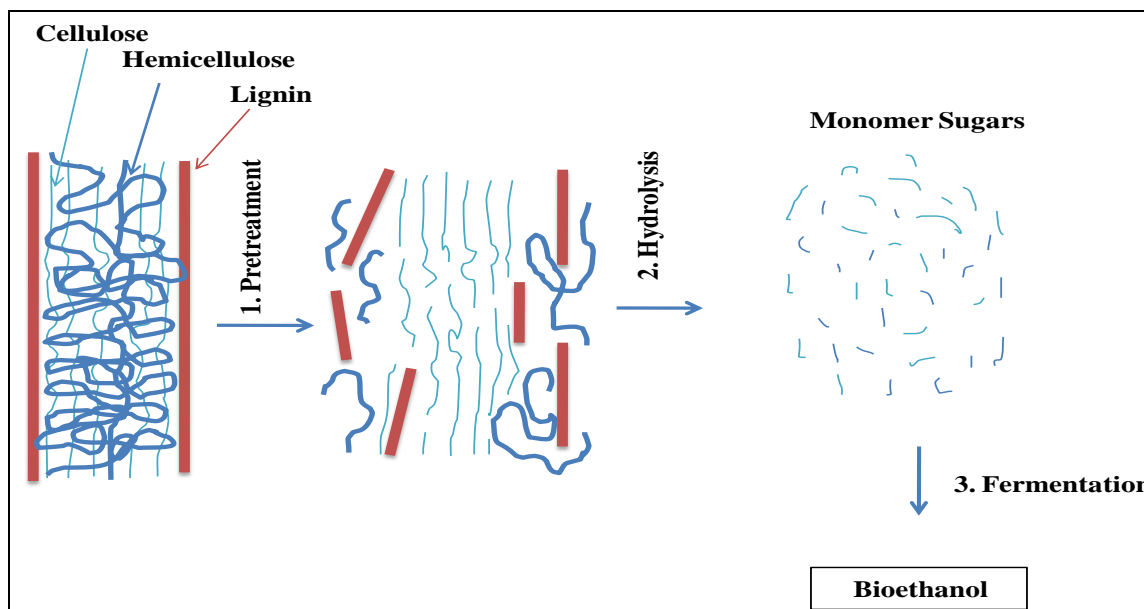 Cellulose
Hemicellulose
Lignin
1. Pretreatment
2. Hydrolysis
Monomer Sugars
3. Fermentation
Bioethanol